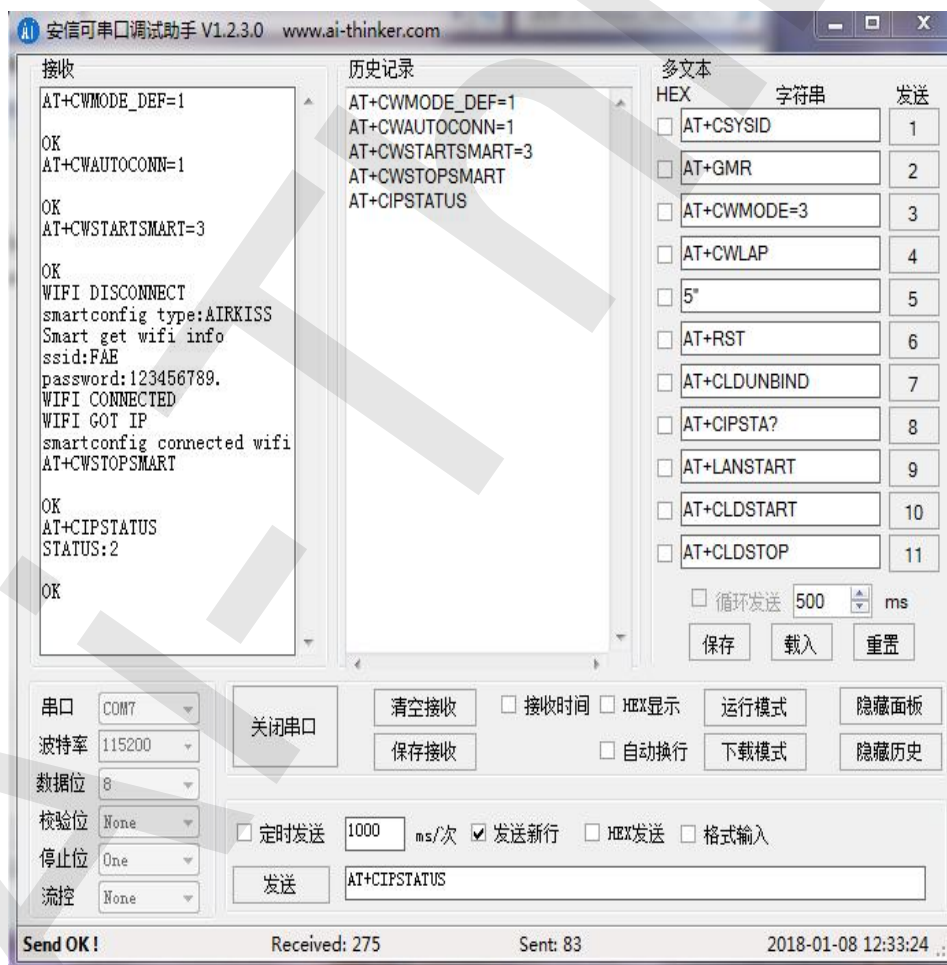 安信可串口调试助手 V1.2.3.0 www.ai-thinker.com
接收
AT+CWMODE_DEF=1
OK
AT+CWAUTOCONN=1
OK
AT+CWSTARTSMART=3
OK
WIFI DISCONNECT
smartconfig type:AIRKISS
Smart get wifi info
ssid:FAE
password:123456789.
WIFI CONNECTED
WIFI GOT IP
smartconfig connected wifi
AT+CWSTOPSMART
OK
AT+CIPSTATUS
STATUS:2
OK
历史记录
AT+CWMODE_DEF=1
AT+CWAUTOCONN=1
AT+CWSTARTSMART=3
AT+CWSTOPSMART
AT+CIPSTATUS
多文本
HEX 字符串 发送
AT+CSYSID 1
AT+GMR 2
AT+CWMODE=3 3
AT+CWLAP 4
5" 5
AT+RST 6
AT+CLDUNBIND 7
AT+CIPSTA? 8
AT+LANSTART 9
AT+CLDSTART 10
AT+CLDSTOP 11
循环发送 500 ms
保存 载入 重置
串口 COM7
波特率 115200
数据位 8
校验位 None
停止位 One
流控 None
关闭串口
清空接收 接收时间 HEX显示 运行模式 隐藏面板
保存接收 自动换行 下载模式 隐藏历史
定时发送 1000 ms/次 发送新行 HEX发送 格式输入
发送 AT+CIPSTATUS
Send OK ! Received: 275 Sent: 83 2018-01-08 12:33:24